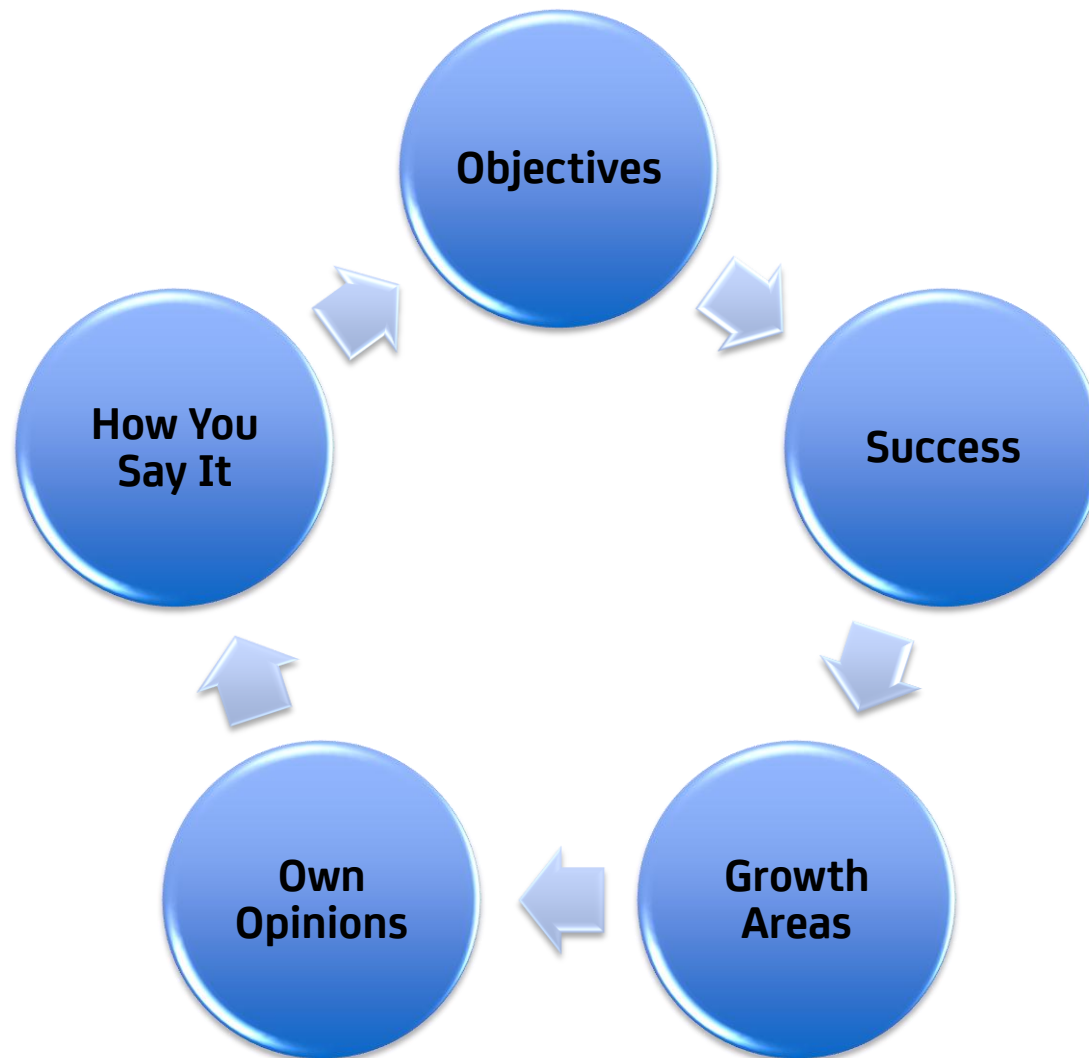 Objectives
Success
Growth
Areas
Own
Opinions
How You
Say It